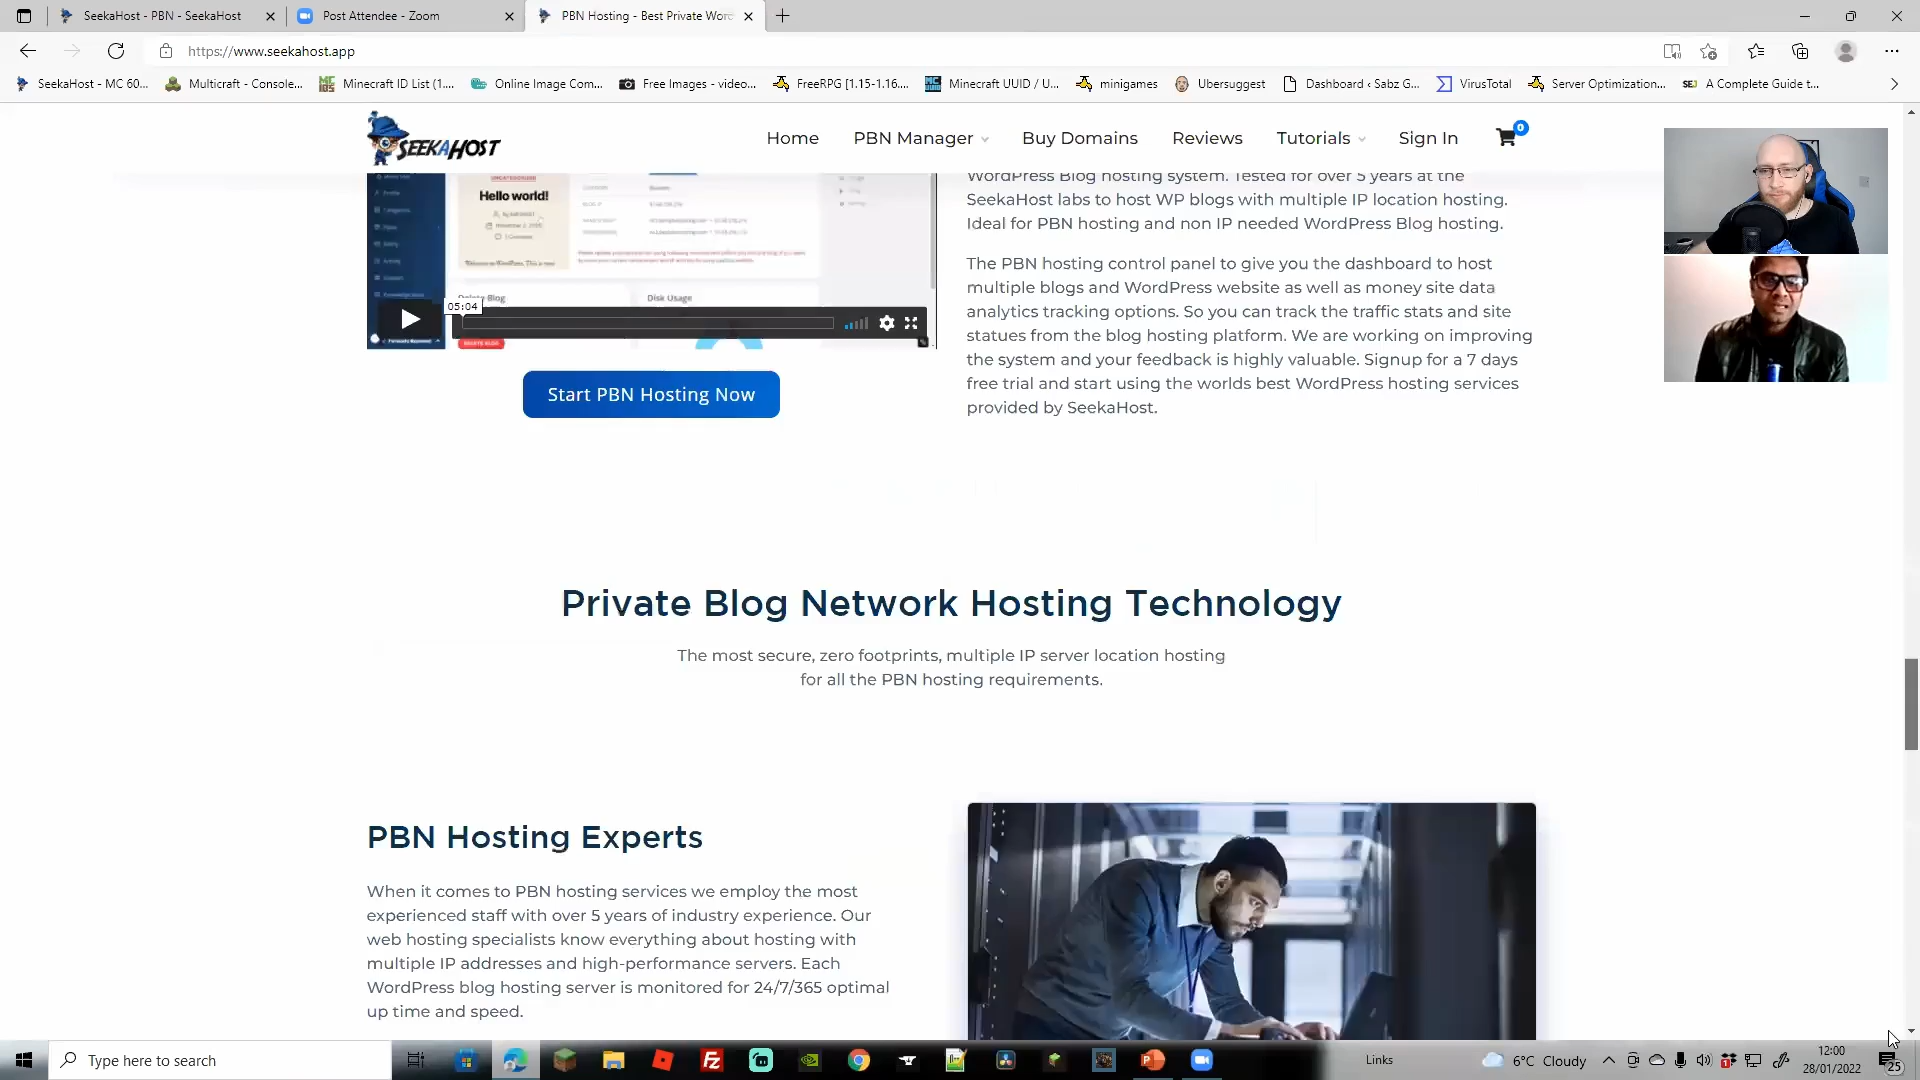 SeekaHost - PBN - SeekaHost
Post Attendee - Zoom
PBN Hosting - Best Private Word
https://www.seekahost.app
SeekaHost - MC 60...
Multicraft - Console...
Minecraft ID List (1....
Online Image Com...
Free Images - video...
FreeRPG [1.15-1.16....
Minecraft UUID / U...
minigames
Ubersuggest
Dashboard ‹ Sabz G...
VirusTotal
Server Optimization...
SEJ
A Complete Guide t...
SEEKAHOST
Home
PBN Manager
Buy Domains
Reviews
Tutorials
Sign In
0
UNCATEGORIZED
Hello world!
Delete Blog
Disk Usage
DELETE BLOG
05:04
Start PBN Hosting Now
WordPress Blog hosting system. Tested for over 5 years at the
SeekaHost labs to host WP blogs with multiple IP location hosting.
Ideal for PBN hosting and non IP needed WordPress Blog hosting.
The PBN hosting control panel to give you the dashboard to host
multiple blogs and WordPress website as well as money site data
analytics tracking options. So you can track the traffic stats and site
statues from the blog hosting platform. We are working on improving
the system and your feedback is highly valuable. Signup for a 7 days
free trial and start using the worlds best WordPress hosting services
provided by SeekaHost.
Private Blog Network Hosting Technology
The most secure, zero footprints, multiple IP server location hosting
for all the PBN hosting requirements.
PBN Hosting Experts
When it comes to PBN hosting services we employ the most
experienced staff with over 5 years of industry experience. Our
web hosting specialists know everything about hosting with
multiple IP addresses and high-performance servers. Each
WordPress blog hosting server is monitored for 24/7/365 optimal
up time and speed.
Type here to search
Links
6°C Cloudy
12:00
28/01/2022
25